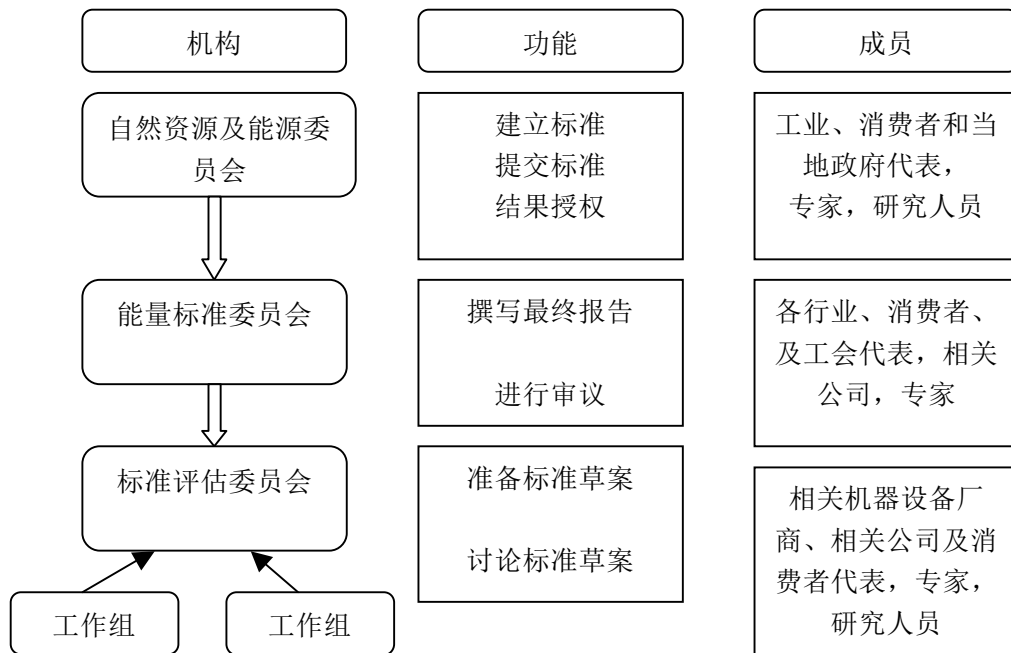 机构
功能
成员
自然资源及能源委
员会
建立标准
提交标准
结果授权
工业、消费者和当
地政府代表，
专家，研究人员
能量标准委员会
撰写最终报告
进行审议
各行业、消费者、
及工会代表，相关
公司，专家
标准评估委员会
准备标准草案
讨论标准草案
相关机器设备厂
商、相关公司及消
费者代表，专家，
研究人员
工作组
工作组